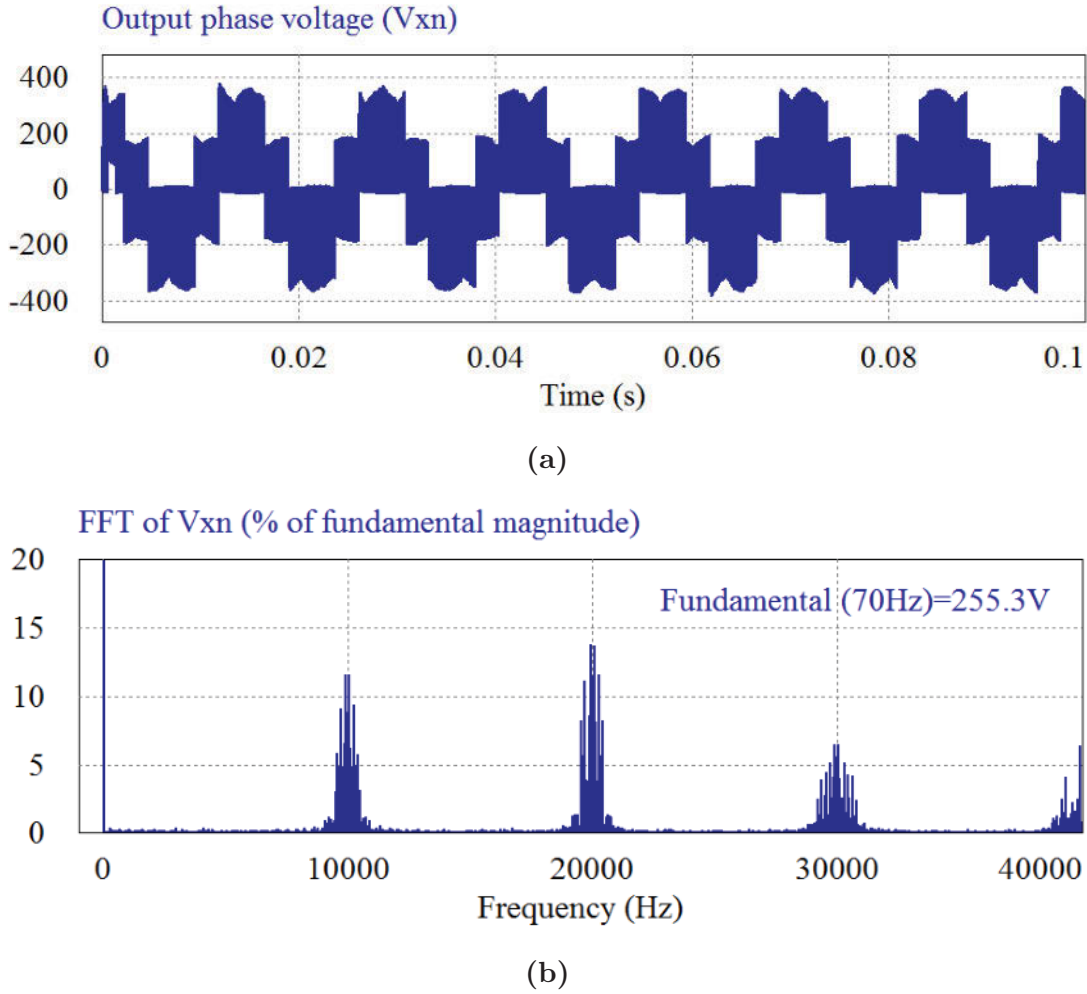 Output phase voltage (Vxn)
400
200
0
-200
-400
0 0.02 0.04 0.06 0.08 0.1
Time (s)
(a)
FFT of Vxn (% of fundamental magnitude)
20
Fundamental (70Hz)=255.3V
15
10
5
0
0 10000 20000 30000 40000
Frequency (Hz)
(b)